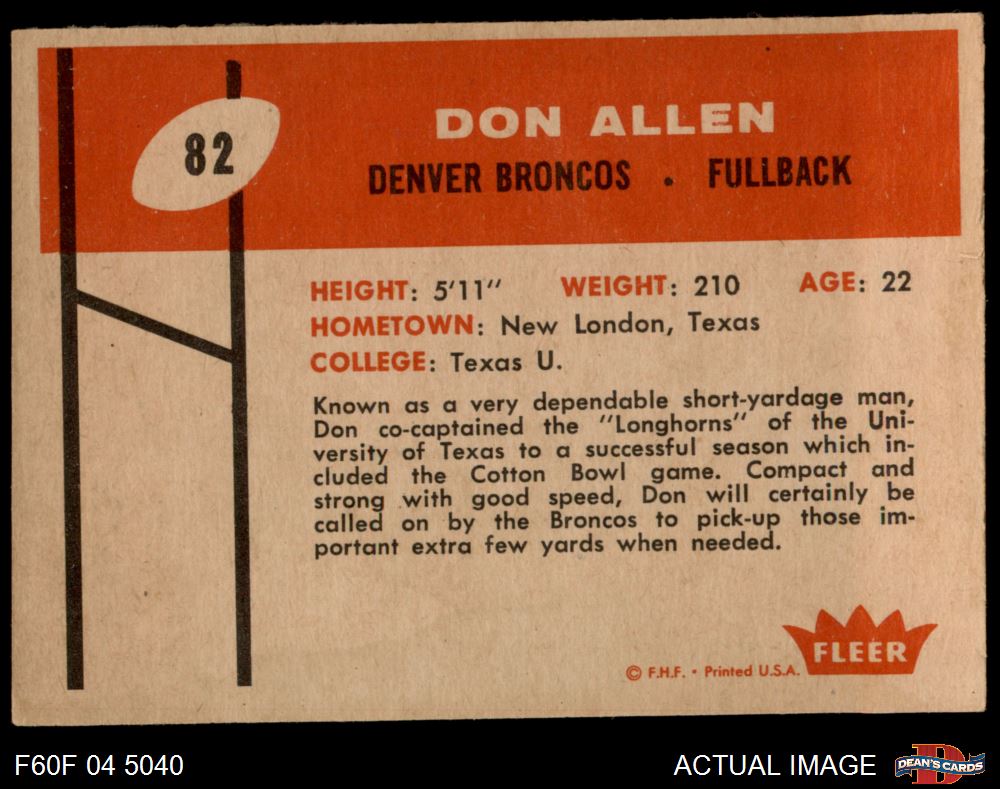 82
DON ALLEN
DENVER BRONCOS • FULLBACK
HEIGHT: 5'11" WEIGHT: 210 AGE: 22
HOMETOWN: New London, Texas
COLLEGE: Texas U.
Known as a very dependable short-yardage man,
Don co-captained the "Longhorns" of the Uni-
versity of Texas to a successful season which in-
cluded the Cotton Bowl game. Compact and
strong with good speed, Don will certainly be
called on by the Broncos to pick-up those im-
portant extra few yards when needed.
FLEER
© F.H.F. • Printed U.S.A.
F60F 04 5040
ACTUAL IMAGE
D
DEAN'S CARDS